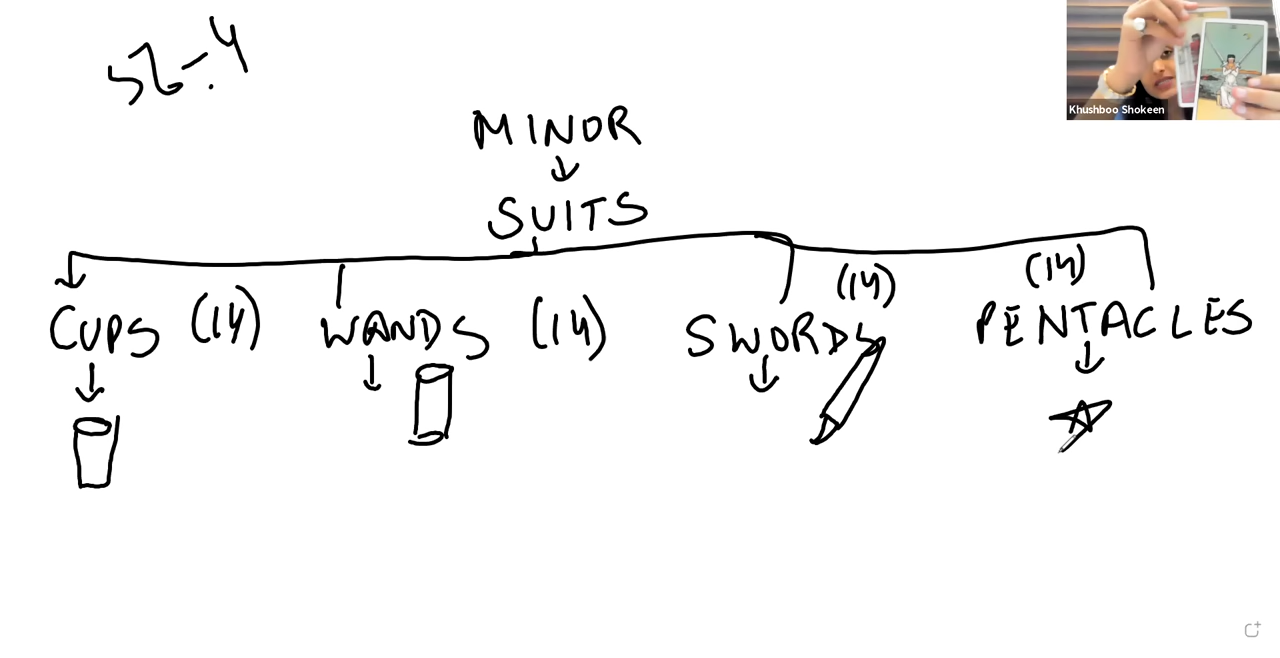 56÷4
Khushboo Shokeen
MINOR
SUITS
(14) (14)
CUPS (14) WANDS (14) SWORDS PENTACLES